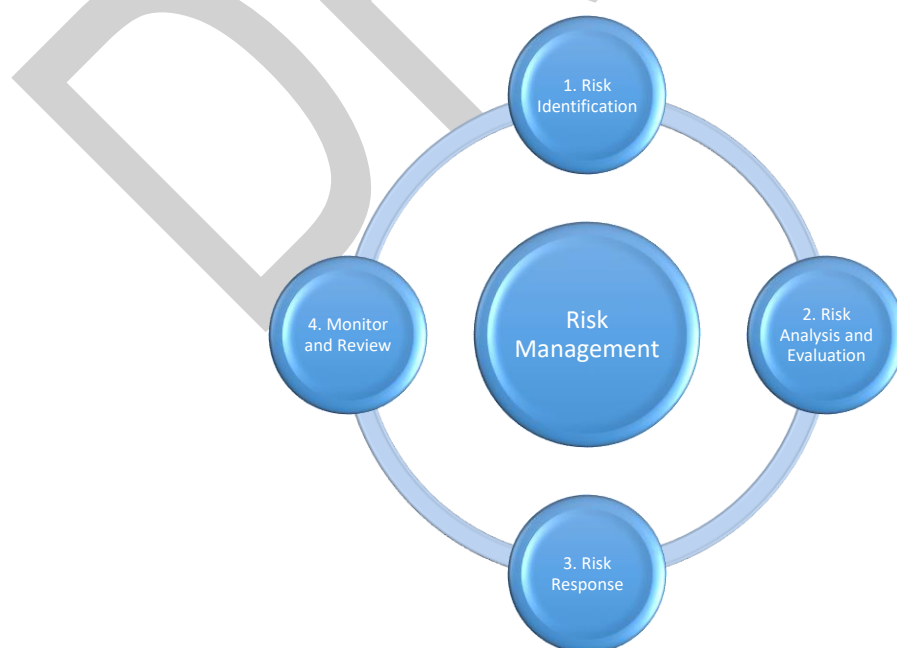 1. Risk
Identification
Risk
Management
2. Risk
Analysis and
Evaluation
3. Risk
Response
4. Monitor
and Review